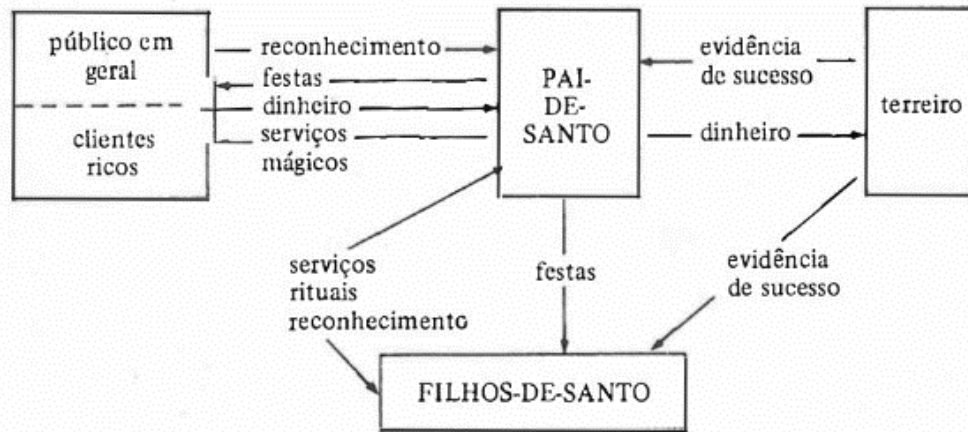 público em
geral
clientes
ricos
reconhecimento
festas
dinheiro
serviços
mágicos
PAI-
DE-
SANTO
evidência
de sucesso
dinheiro
terreiro
serviços
rituais
reconhecimento
festas
evidência
de sucesso
FILHOS-DE-SANTO